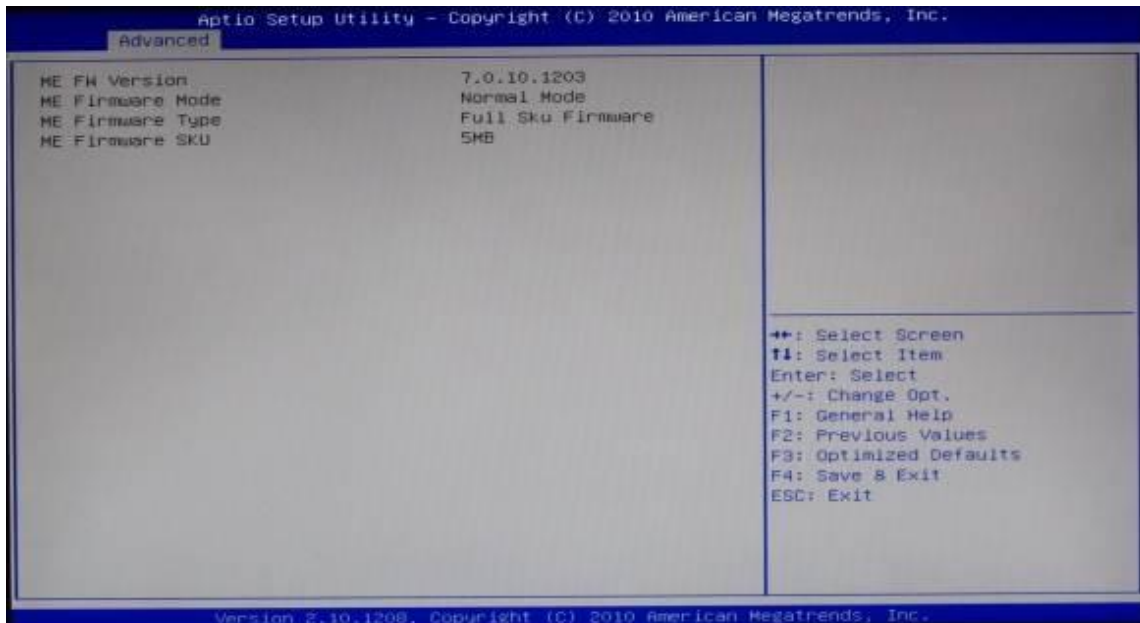 Aptio Setup Utility – Copyright (C) 2010 American Megatrends, Inc.
Advanced
ME FW Version 7.0.10.1203
ME Firmware Mode Normal Mode
ME Firmware Type Full Sku Firmware
ME Firmware SKU 5MB
→←: Select Screen
↑↓: Select Item
Enter: Select
+/-: Change Opt.
F1: General Help
F2: Previous Values
F3: Optimized Defaults
F4: Save & Exit
ESC: Exit
Version 2.10.1208. Copyright (C) 2010 American Megatrends, Inc.